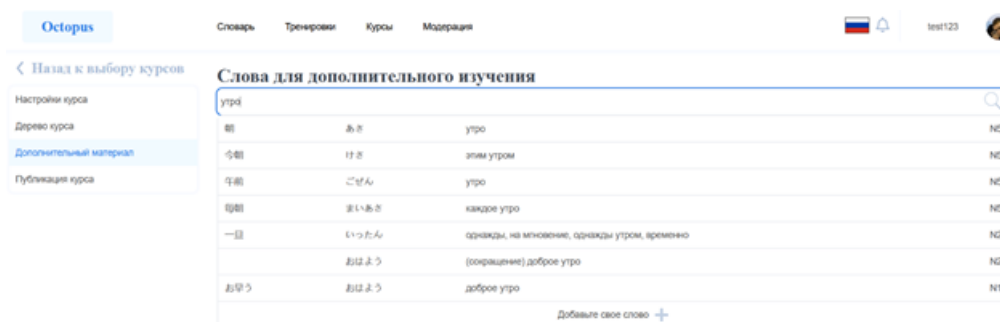 Octopus Словарь Тренировки Курсы Модерация test123
Назад к выбору курсов
Настройки курса
Дерево курса
Дополнительный материал
Публикация курса
Слова для дополнительного изучения
утро
朝 あさ утро N5
今朝 けさ этим утром N5
午前 ごぜん утро N5
毎朝 まいあさ каждое утро N5
一旦 いったん однажды, на мгновение, однажды утром, временно N2
おはよう (сокращение) доброе утро N2
お早う おはよう доброе утро N1
Добавьте свое слово